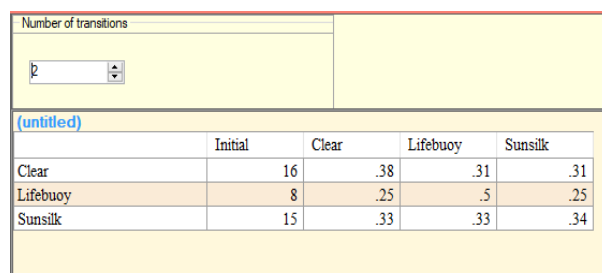 Number of transitions
2
(untitled)
Initial Clear Lifebuoy Sunsilk
Clear 16 .38 .31 .31
Lifebuoy 8 .25 .5 .25
Sunsilk 15 .33 .33 .34